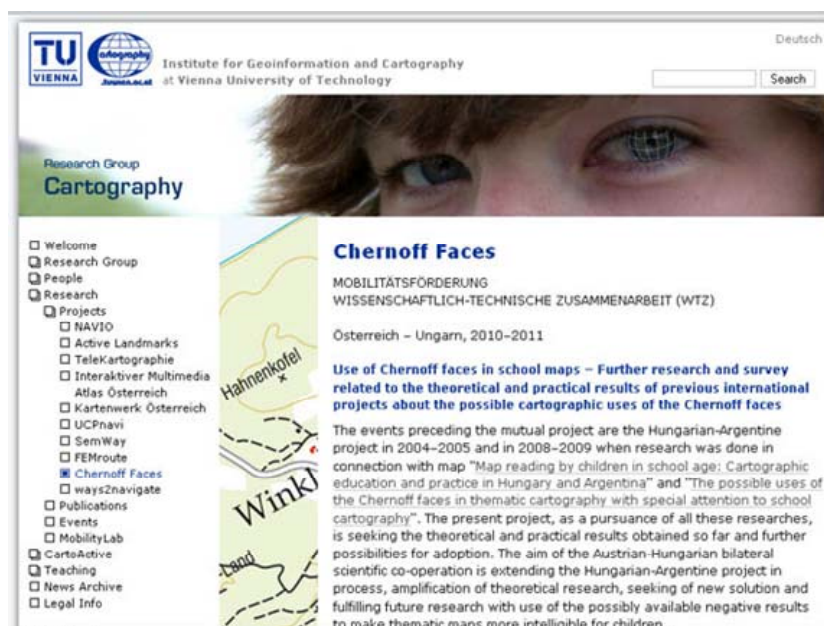 TU
VIENNA
cartography
Institute for Geoinformation and Cartography
at Vienna University of Technology
Deutsch
Search
Research Group
Cartography
Welcome
Research Group
People
Research
Projects
NAVIO
Active Landmarks
TeleKartographie
Interaktiver Multimedia
Atlas Österreich
Kartenwerk Österreich
UCPnavi
SemWay
FEMroute
Chernoff Faces
ways2navigate
Publications
Events
MobilityLab
CartoActive
Teaching
News Archive
Legal Info
Hahnenkofel
Winkl
-Land
Chernoff Faces
MOBILITÄTSFÖRDERUNG
WISSENSCHAFTLICH-TECHNISCHE ZUSAMMENARBEIT (WTZ)
Österreich – Ungarn, 2010–2011
Use of Chernoff faces in school maps – Further research and survey
related to the theoretical and practical results of previous international
projects about the possible cartographic uses of the Chernoff faces
The events preceding the mutual project are the Hungarian-Argentine
project in 2004–2005 and in 2008–2009 when research was done in
connection with map "Map reading by children in school age: Cartographic
education and practice in Hungary and Argentina" and "The possible uses of
the Chernoff faces in thematic cartography with special attention to school
cartography". The present project, as a pursuance of all these researches,
is seeking the theoretical and practical results obtained so far and further
possibilities for adoption. The aim of the Austrian-Hungarian bilateral
scientific co-operation is extending the Hungarian-Argentine project in
process, amplification of theoretical research, seeking of new solution and
fulfilling future research with use of the possibly available negative results
to make thematic maps more intelligible for children.